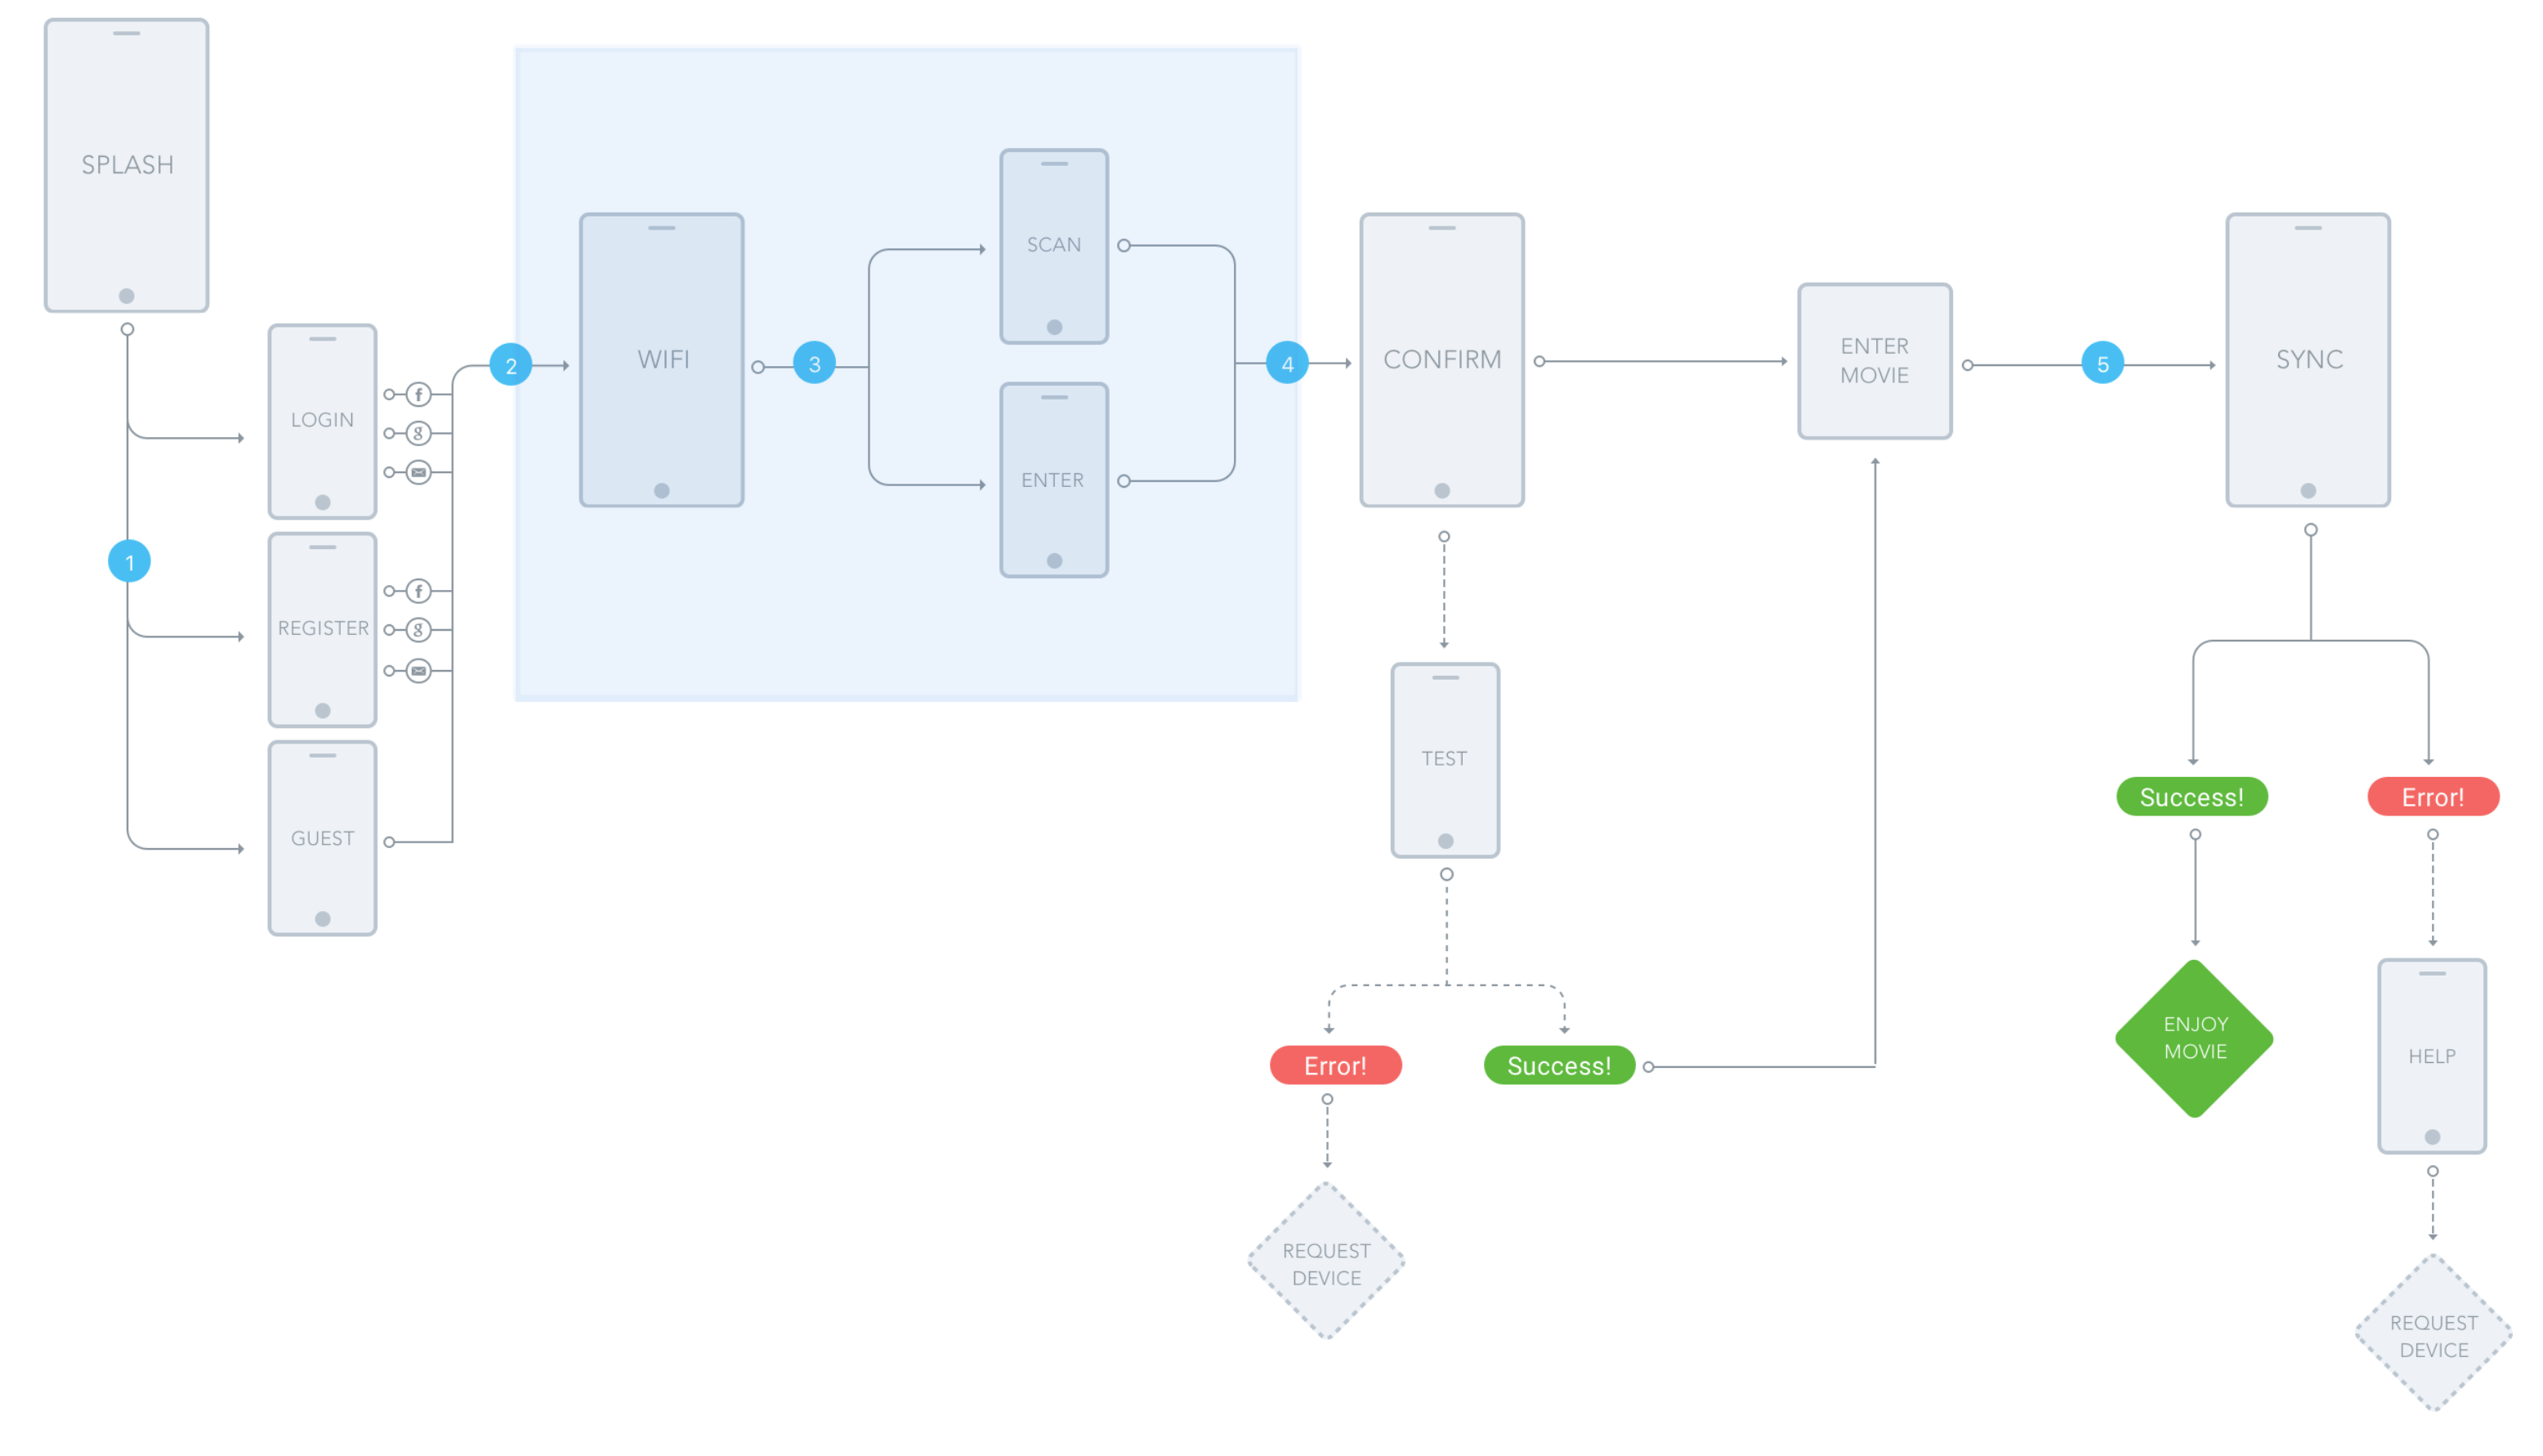 SPLASH
1
LOGIN
f
g
REGISTER
f
g
GUEST
2
WIFI
3
SCAN
ENTER
4
CONFIRM
TEST
Error!
Success!
REQUEST
DEVICE
ENTER
MOVIE
5
SYNC
Success!
Error!
ENJOY
MOVIE
HELP
REQUEST
DEVICE